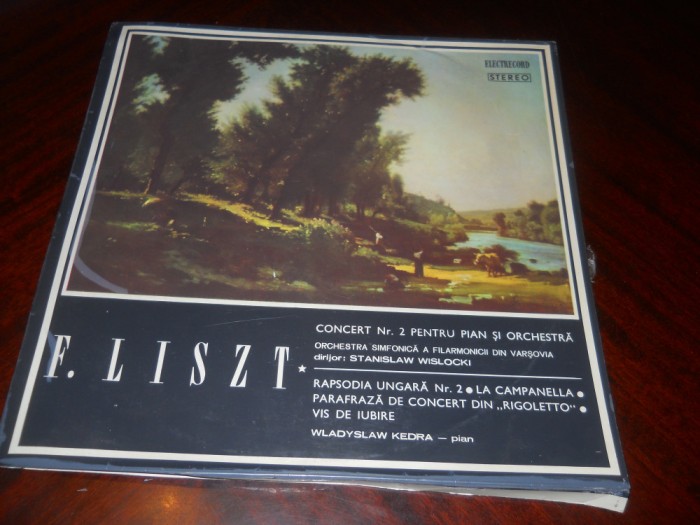 ELECTRECORD
STEREO
F. LISZT
CONCERT Nr. 2 PENTRU PIAN ȘI ORCHESTRĂ
ORCHESTRA SIMFONICĂ A FILARMONICII DIN VARȘOVIA
dirijor: STANISLAW WISLOCKI
★
RAPSODIA UNGARĂ Nr. 2 ● LA CAMPANELLA ●
PARAFRAZĂ DE CONCERT DIN „RIGOLETTO" ●
VIS DE IUBIRE
WLADYSLAW KEDRA — pian